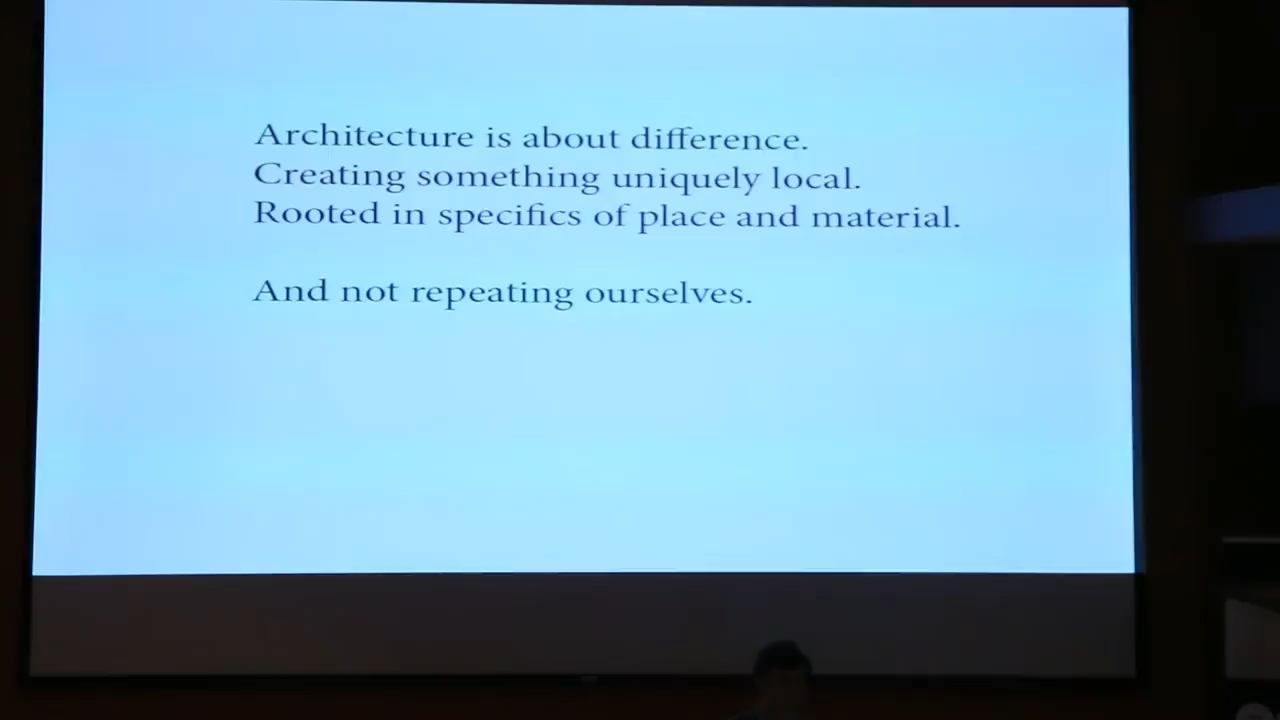 Architecture is about difference.
Creating something uniquely local.
Rooted in specifics of place and material.
And not repeating ourselves.